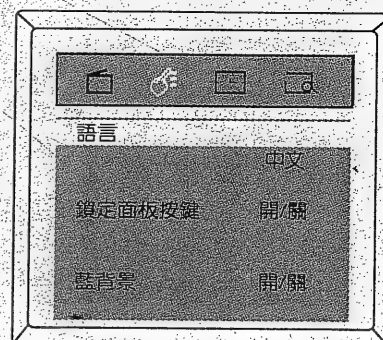 語言
中文
鎖定面板按鍵 開/關
藍背景 開/關